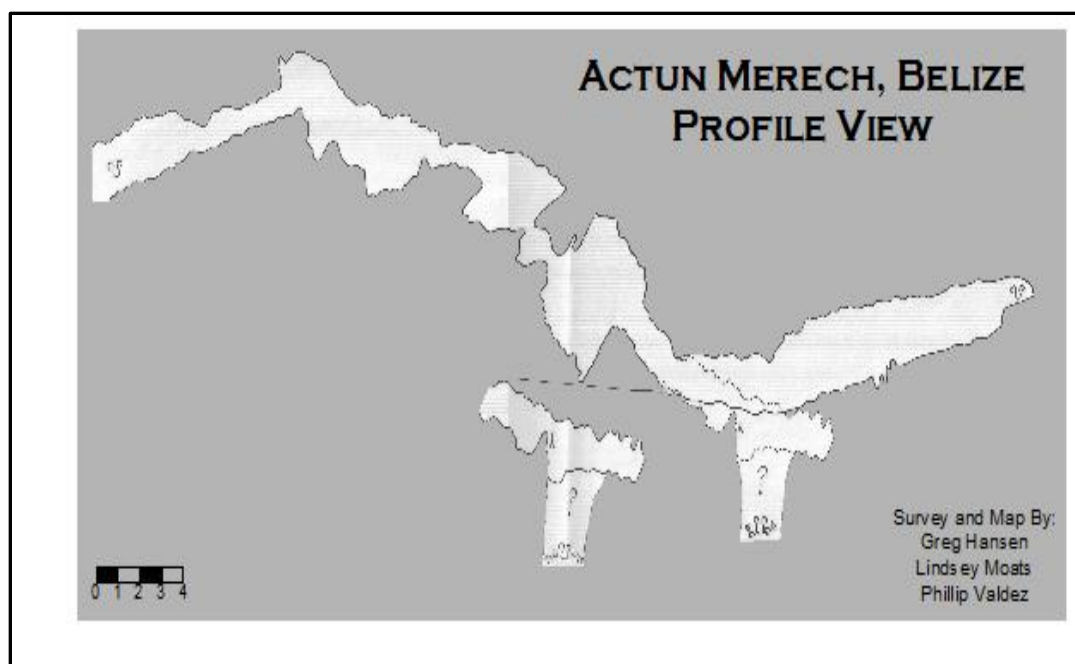 ACTUN MERECH, BELIZE
PROFILE VIEW
?
?
Survey and Map By:
Greg Hansen
Lindsey Moats
Phillip Valdez
0 1 2 3 4